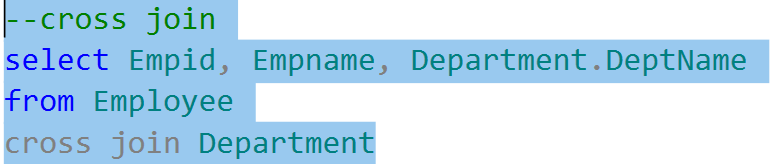 --cross join
select Empid, Empname, Department.DeptName
from Employee
cross join Department